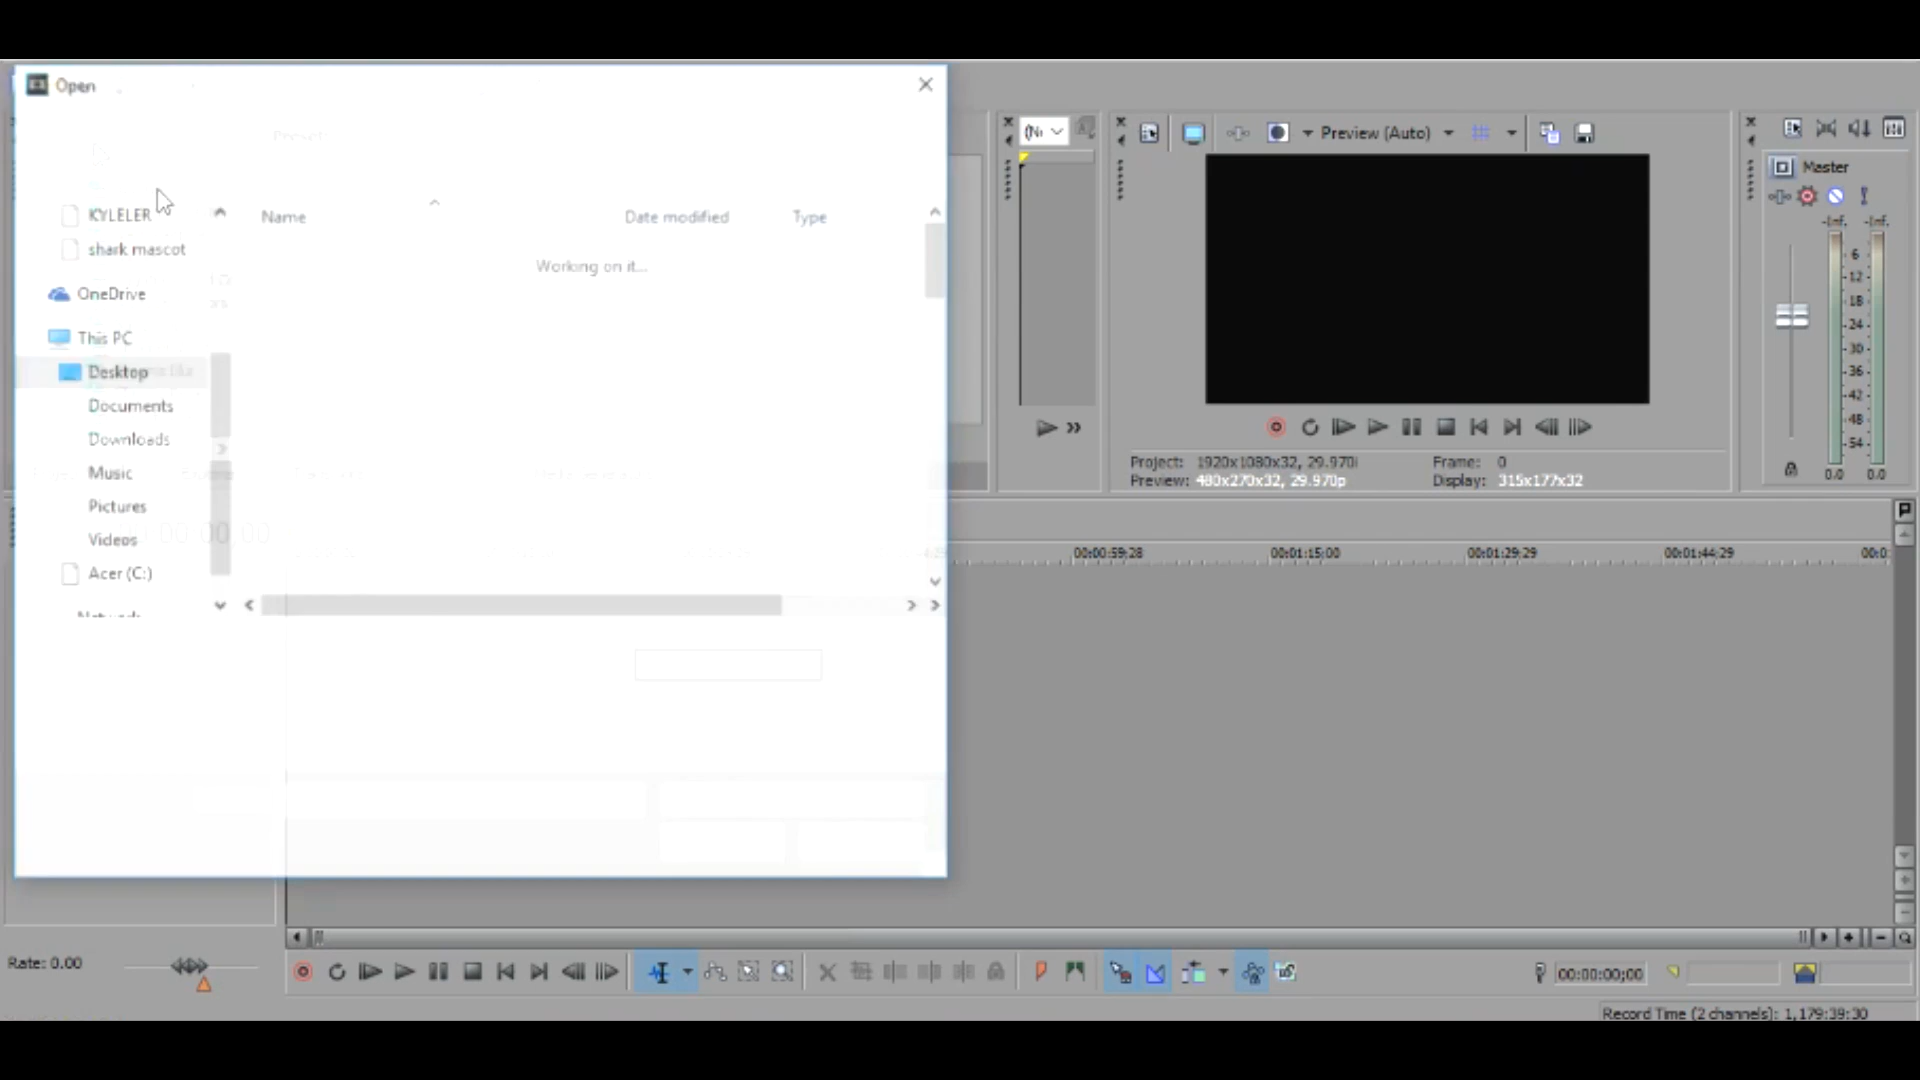 Open
KYLELER
shark mascot
OneDrive
This PC
Desktop
Documents
Downloads
Music
Pictures
Videos
Acer (C:)
Network
Name
Date modified
Type
Working on it...
Preview (Auto)
Project: 1920x1080x32, 29.970i
Preview: 480x270x32, 29.970p
Frame: 0
Display: 315x177x32
Master
-Inf. -Inf.
6
12
18
24
30
36
42
48
54
0.0 0.0
00:00:59;28
00:01:15;00
00:01:29;29
00:01:44;29
00:0
Rate: 0.00
00:00:00;00
Record Time (2 channels): 1,179:39:30